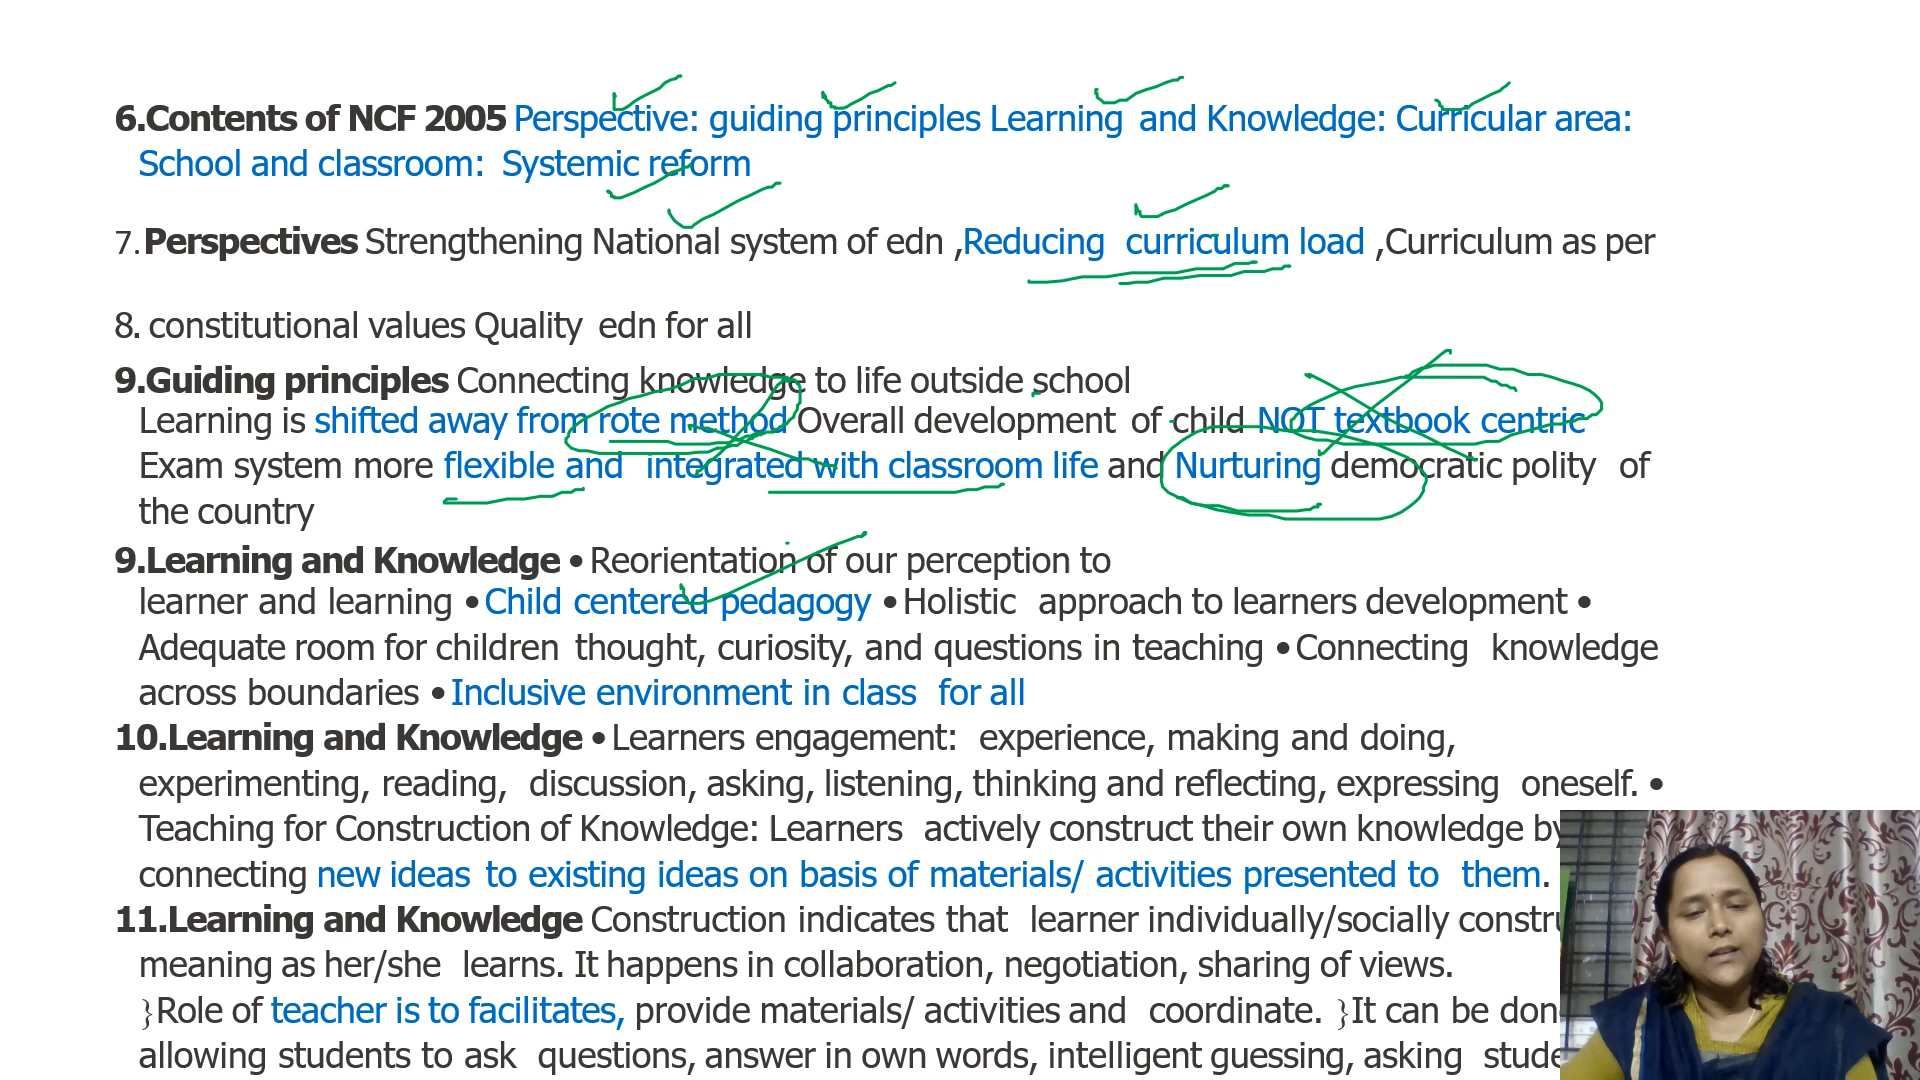 6.Contents of NCF 2005 Perspective: guiding principles Learning and Knowledge: Curricular area:
School and classroom: Systemic reform
7. Perspectives Strengthening National system of edn ,Reducing curriculum load ,Curriculum as per
8. constitutional values Quality edn for all
9.Guiding principles Connecting knowledge to life outside school
Learning is shifted away from rote method Overall development of child NOT textbook centric
Exam system more flexible and integrated with classroom life and Nurturing democratic polity of
the country
9.Learning and Knowledge • Reorientation of our perception to
learner and learning • Child centered pedagogy • Holistic approach to learners development •
Adequate room for children thought, curiosity, and questions in teaching • Connecting knowledge
across boundaries • Inclusive environment in class for all
10.Learning and Knowledge • Learners engagement: experience, making and doing,
experimenting, reading, discussion, asking, listening, thinking and reflecting, expressing oneself. •
Teaching for Construction of Knowledge: Learners actively construct their own knowledge by
connecting new ideas to existing ideas on basis of materials/ activities presented to them.
11.Learning and Knowledge Construction indicates that learner individually/socially
meaning as her/she learns. It happens in collaboration, negotiation, sharing of views.
}Role of teacher is to facilitates, provide materials/ activities and coordinate. }It can be
allowing students to ask questions, answer in own words, intelligent guessing, asking